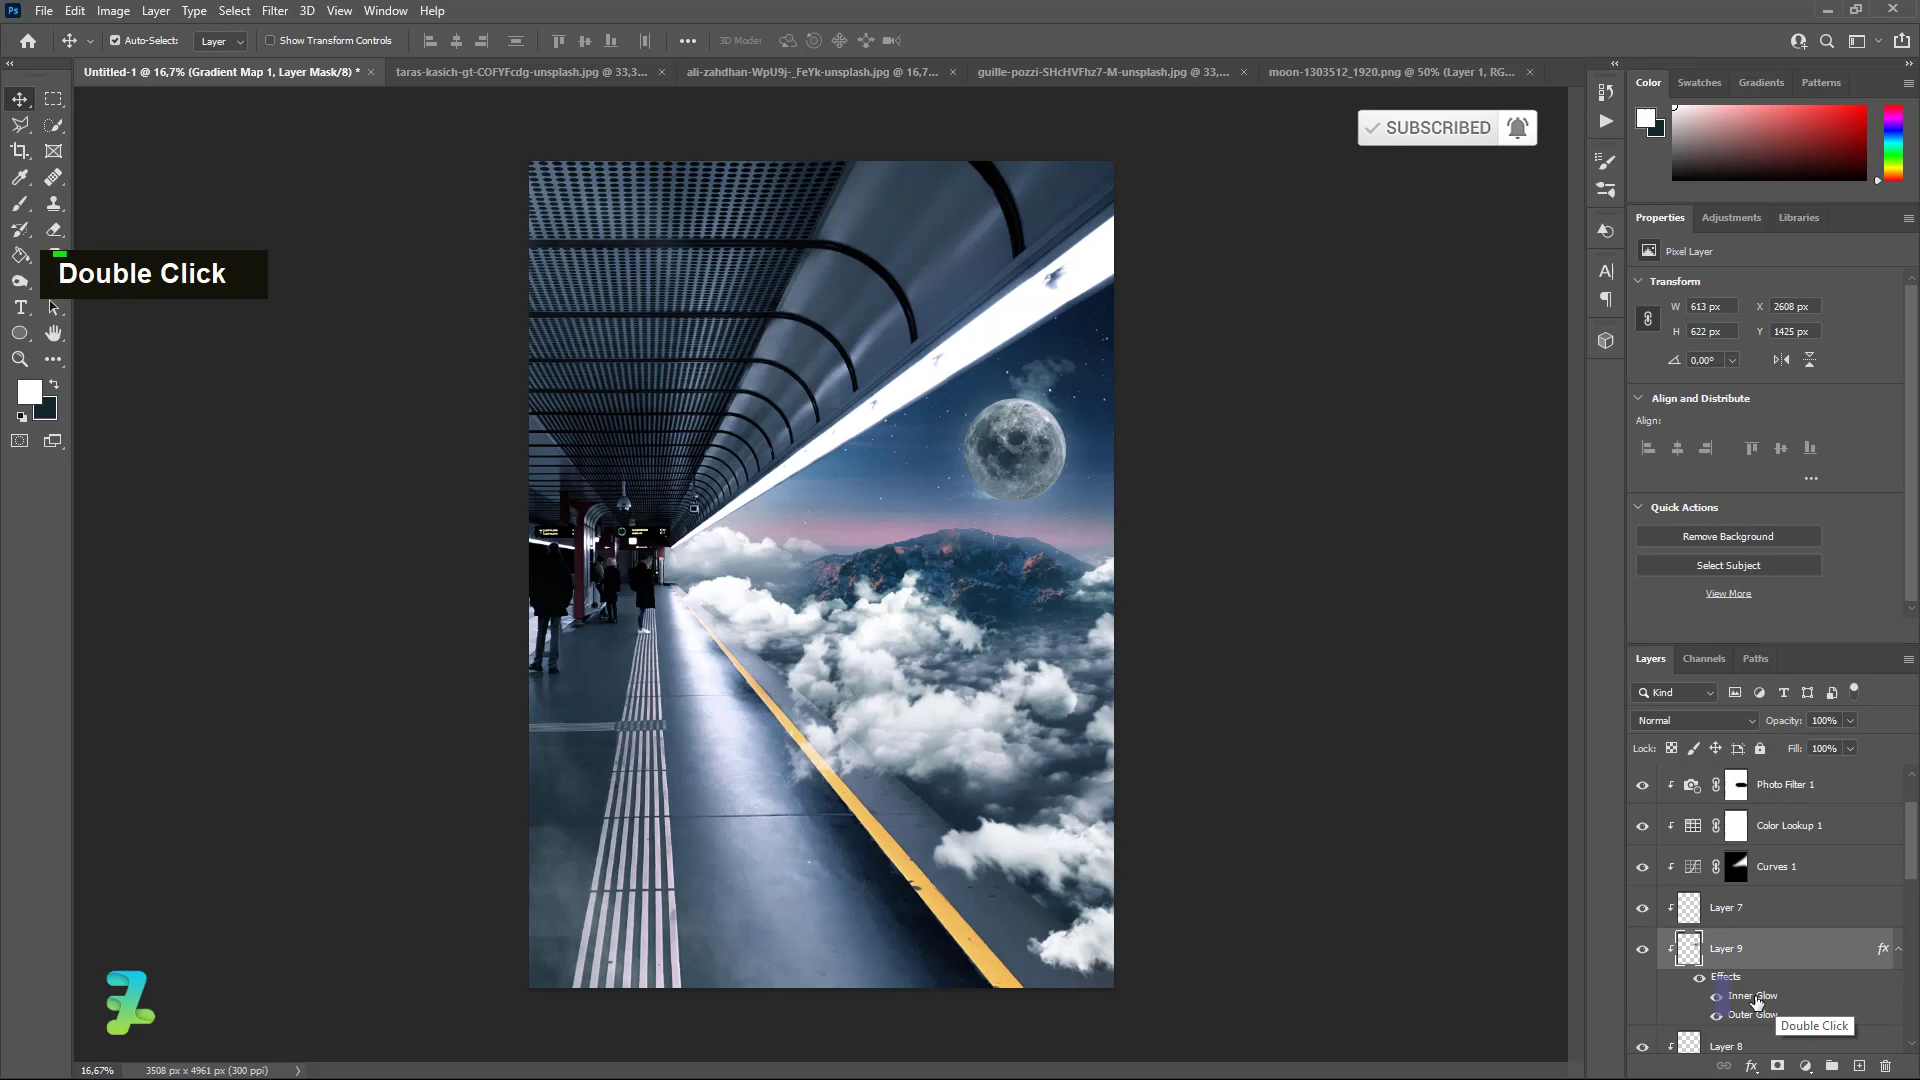 Ps File Edit Image Layer Type Select Filter 3D View Window Help
Auto-Select: Layer Show Transform Controls 3D Mode:
Untitled-1 @ 16,7% (Gradient Map 1, Layer Mask/8) * taras-kasich-gt-COFYFcdg-unsplash.jpg @ 33,3... ali-zahdhan-WpU9j-_FeYk-unsplash.jpg @ 16,7... guille-pozzi-SHcHVFhz7-M-unsplash.jpg @ 33,... moon-1303512_1920.png @ 50% (Layer 1, RG...
Color Swatches Gradients Patterns
SUBSCRIBED
Double Click
Properties Adjustments Libraries
Pixel Layer
Transform
W 613 px X 2608 px
H 622 px Y 1425 px
0,00°
Align and Distribute
Align:
Quick Actions
Remove Background
Select Subject
View More
Layers Channels Paths
Kind
Normal Opacity: 100%
Lock: Fill: 100%
Photo Filter 1
Color Lookup 1
Curves 1
Layer 7
Layer 9 fx
Effects
Inner Glow
Outer Glow
Double Click
Layer 8
16,67% 3508 px x 4961 px (300 ppi)